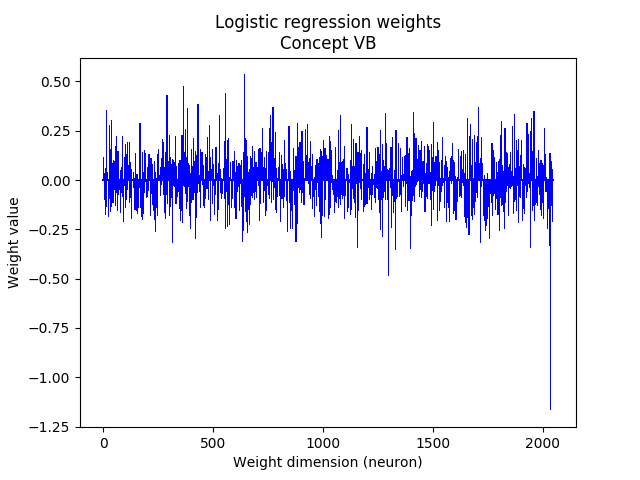 Logistic regression weights
Concept VB
0.50
0.25
0.00
−0.25
−0.50
−0.75
−1.00
−1.25
Weight value
0 500 1000 1500 2000
Weight dimension (neuron)